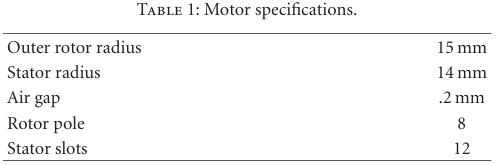 Table 1: Motor specifications.
Outer rotor radius 15 mm
Stator radius 14 mm
Air gap .2 mm
Rotor pole 8
Stator slots 12